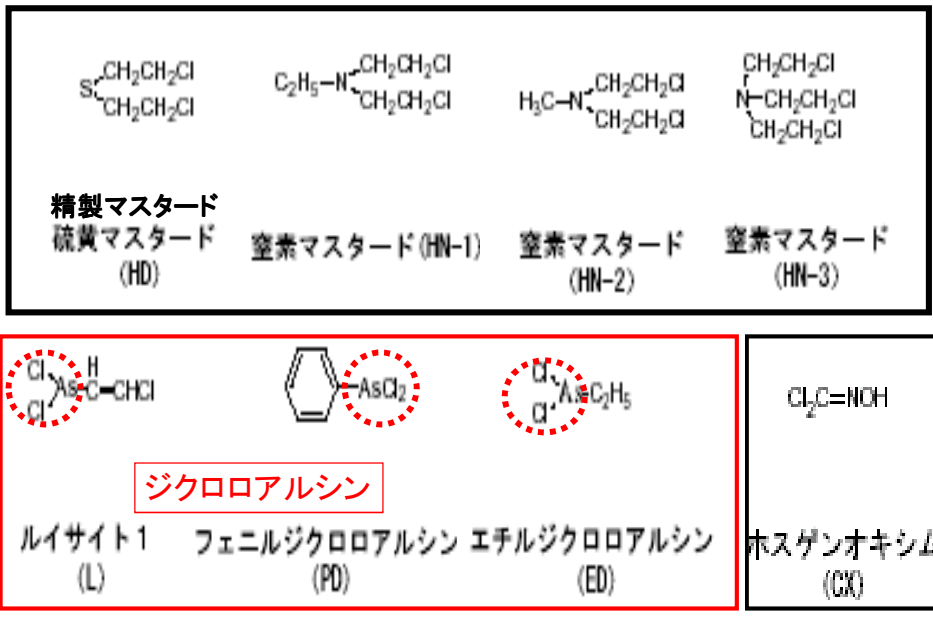 S CH2CH2Cl
CH2CH2Cl
C2H5-N CH2CH2Cl
CH2CH2Cl
H3C-N CH2CH2Cl
CH2CH2Cl
CH2CH2Cl
N-CH2CH2Cl
CH2CH2Cl
精製マスタード
硫黄マスタード
(HD)
窒素マスタード(HN-1)
窒素マスタード
(HN-2)
窒素マスタード
(HN-3)
Cl
Cl
As-C=CHCl
H
AsCl2
Cl
Cl
As-C2H5
Cl2C=NOH
ジクロロアルシン
ルイサイト1
(L)
フェニルジクロロアルシン
(PD)
エチルジクロロアルシン
(ED)
ホスゲンオキシム
(CX)